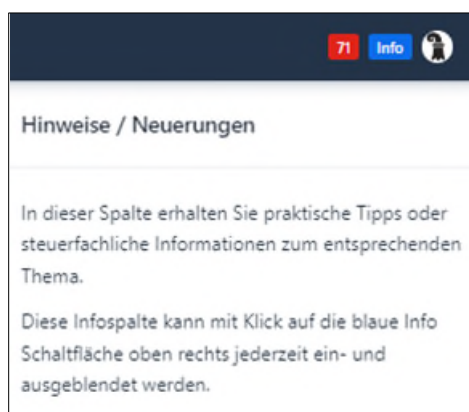 71 Info
Hinweise / Neuerungen
In dieser Spalte erhalten Sie praktische Tipps oder
steuerfachliche Informationen zum entsprechenden
Thema.
Diese Infospalte kann mit Klick auf die blaue Info
Schaltfläche oben rechts jederzeit ein- und
ausgeblendet werden.